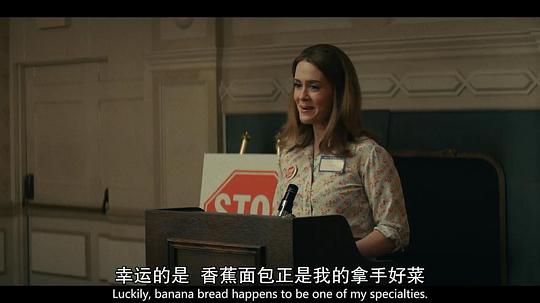 STO
幸运的是 香蕉面包正是我的拿手好菜
Luckily, banana bread happens to be one of my specialties.